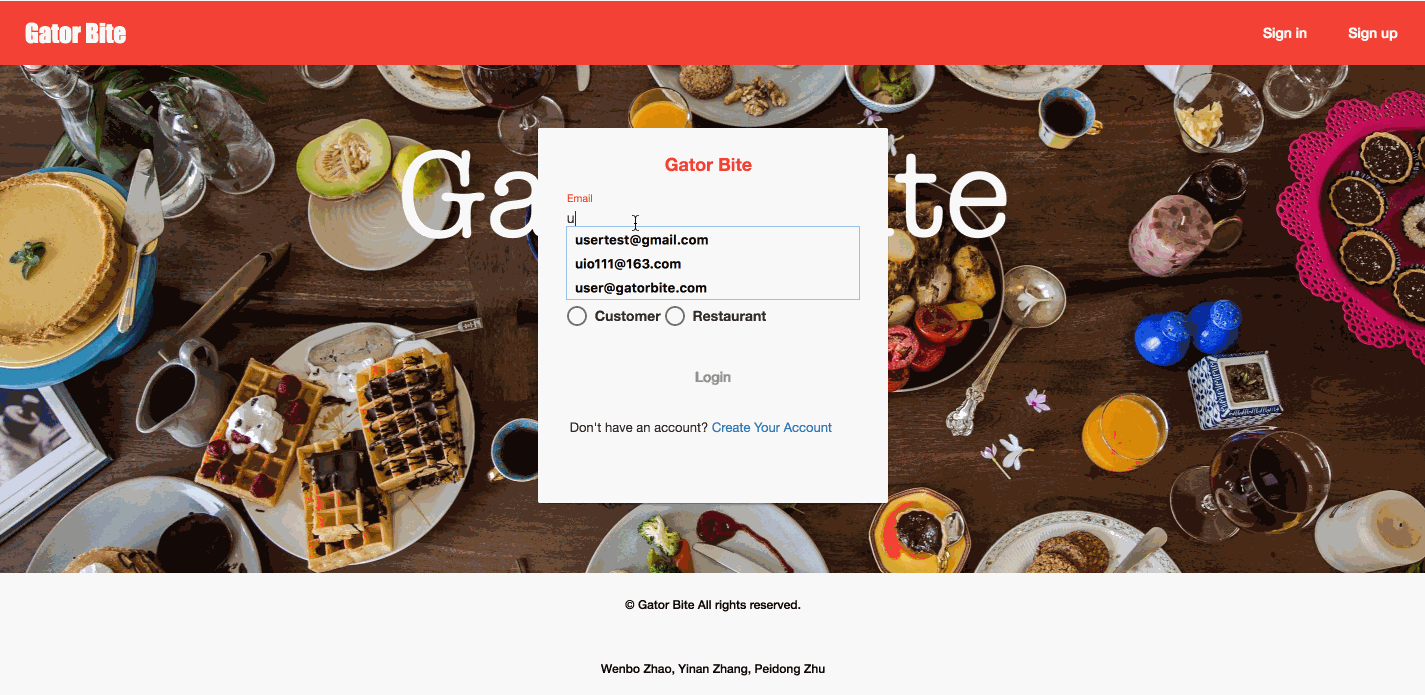 Gator Bite
Sign in
Sign up
Ga
te
Gator Bite
Email
u
usertest@gmail.com
uio111@163.com
user@gatorbite.com
Customer
Restaurant
Login
Don't have an account? Create Your Account
© Gator Bite All rights reserved.
Wenbo Zhao, Yinan Zhang, Peidong Zhu